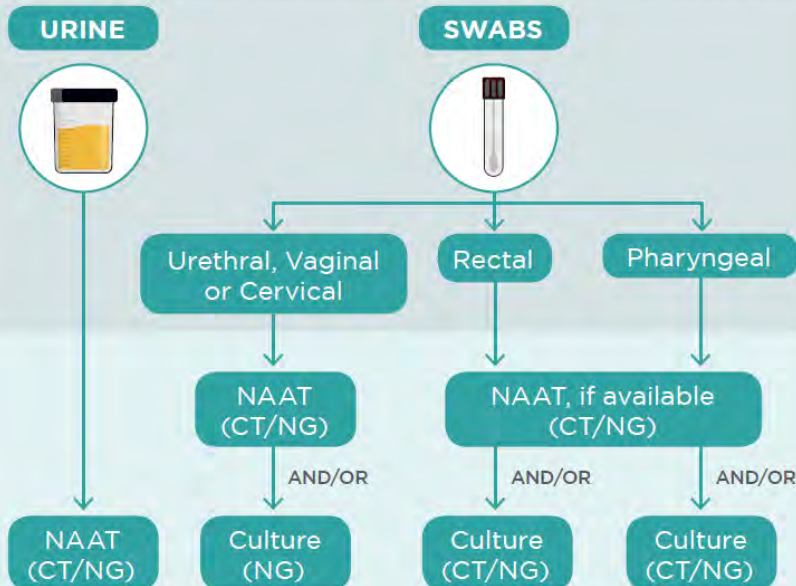 URINE
SWABS
Urethral, Vaginal
or Cervical
Rectal
Pharyngeal
NAAT
(CT/NG)
NAAT, if available
(CT/NG)
AND/OR
AND/OR
AND/OR
NAAT
(CT/NG)
Culture
(NG)
Culture
(CT/NG)
Culture
(CT/NG)